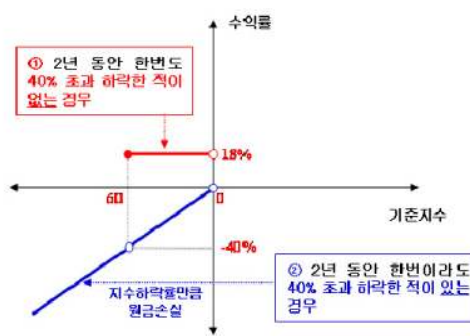 수익률
① 2년 동안 한번도
40% 초과 하락한 적이
없는 경우
18%
60
0
기준지수
-40%
지수하락률만큼
원금손실
② 2년 동안 한번이라도
40% 초과 하락한 적이 있는
경우